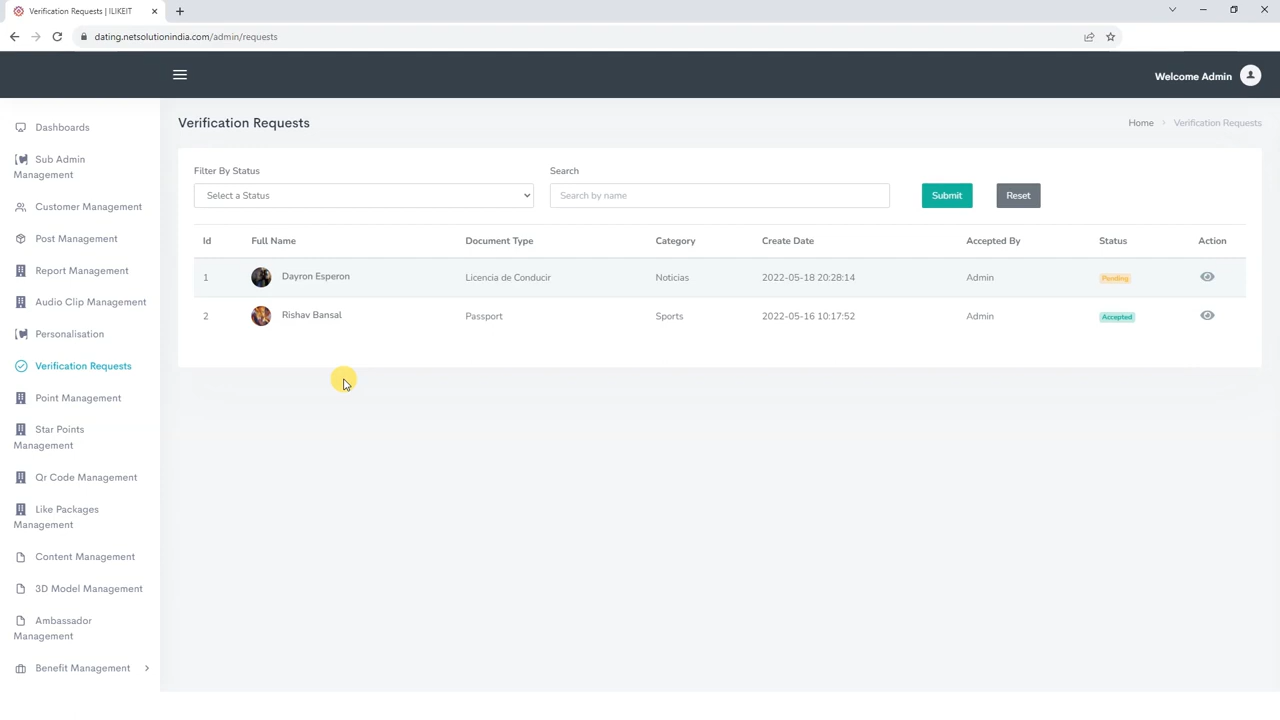 Verification Requests | ILIKEIT
dating.netsolutionindia.com/admin/requests
Welcome Admin
Dashboards
Sub Admin
Management
Customer Management
Post Management
Report Management
Audio Clip Management
Personalisation
Verification Requests
Point Management
Star Points
Management
Qr Code Management
Like Packages
Management
Content Management
3D Model Management
Ambassador
Management
Benefit Management
Verification Requests
Home > Verification Requests
Filter By Status Search
Select a Status Search by name Submit Reset
Id Full Name Document Type Category Create Date Accepted By Status Action
1 Dayron Esperon Licencia de Conducir Noticias 2022-05-18 20:28:14 Admin Pending
2 Rishav Bansal Passport Sports 2022-05-16 10:17:52 Admin Accepted